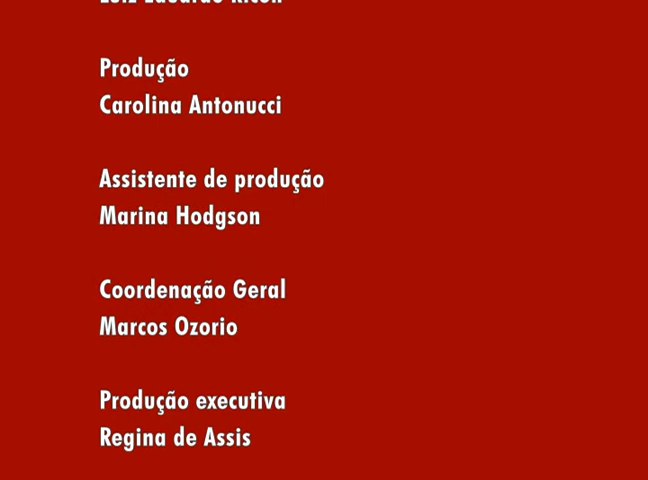 Produção
Carolina Antonucci
Assistente de produção
Marina Hodgson
Coordenação Geral
Marcos Ozorio
Produção executiva
Regina de Assis